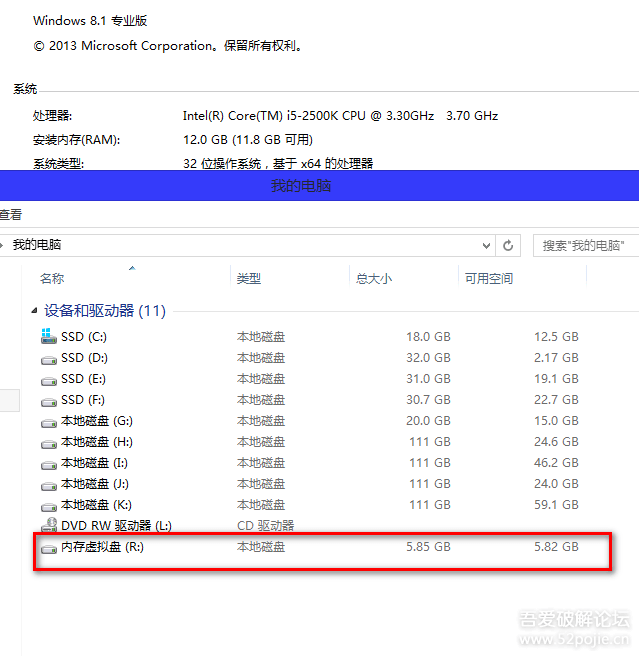 Windows 8.1 专业版
© 2013 Microsoft Corporation。保留所有权利。
系统
处理器: Intel(R) Core(TM) i5-2500K CPU @ 3.30GHz 3.70 GHz
安装内存(RAM): 12.0 GB (11.8 GB 可用)
系统类型: 32 位操作系统，基于 x64 的处理器
我的电脑
查看
我的电脑 搜索"我的电脑"
名称 类型 总大小 可用空间
设备和驱动器 (11)
SSD (C:) 本地磁盘 18.0 GB 12.5 GB
SSD (D:) 本地磁盘 32.0 GB 2.17 GB
SSD (E:) 本地磁盘 31.0 GB 19.1 GB
SSD (F:) 本地磁盘 30.7 GB 22.7 GB
本地磁盘 (G:) 本地磁盘 20.0 GB 15.0 GB
本地磁盘 (H:) 本地磁盘 111 GB 24.6 GB
本地磁盘 (I:) 本地磁盘 111 GB 46.2 GB
本地磁盘 (J:) 本地磁盘 111 GB 24.0 GB
本地磁盘 (K:) 本地磁盘 111 GB 59.1 GB
DVD RW 驱动器 (L:) CD 驱动器
内存虚拟盘 (R:) 本地磁盘 5.85 GB 5.82 GB
吾爱破解论坛
www.52pojie.cn